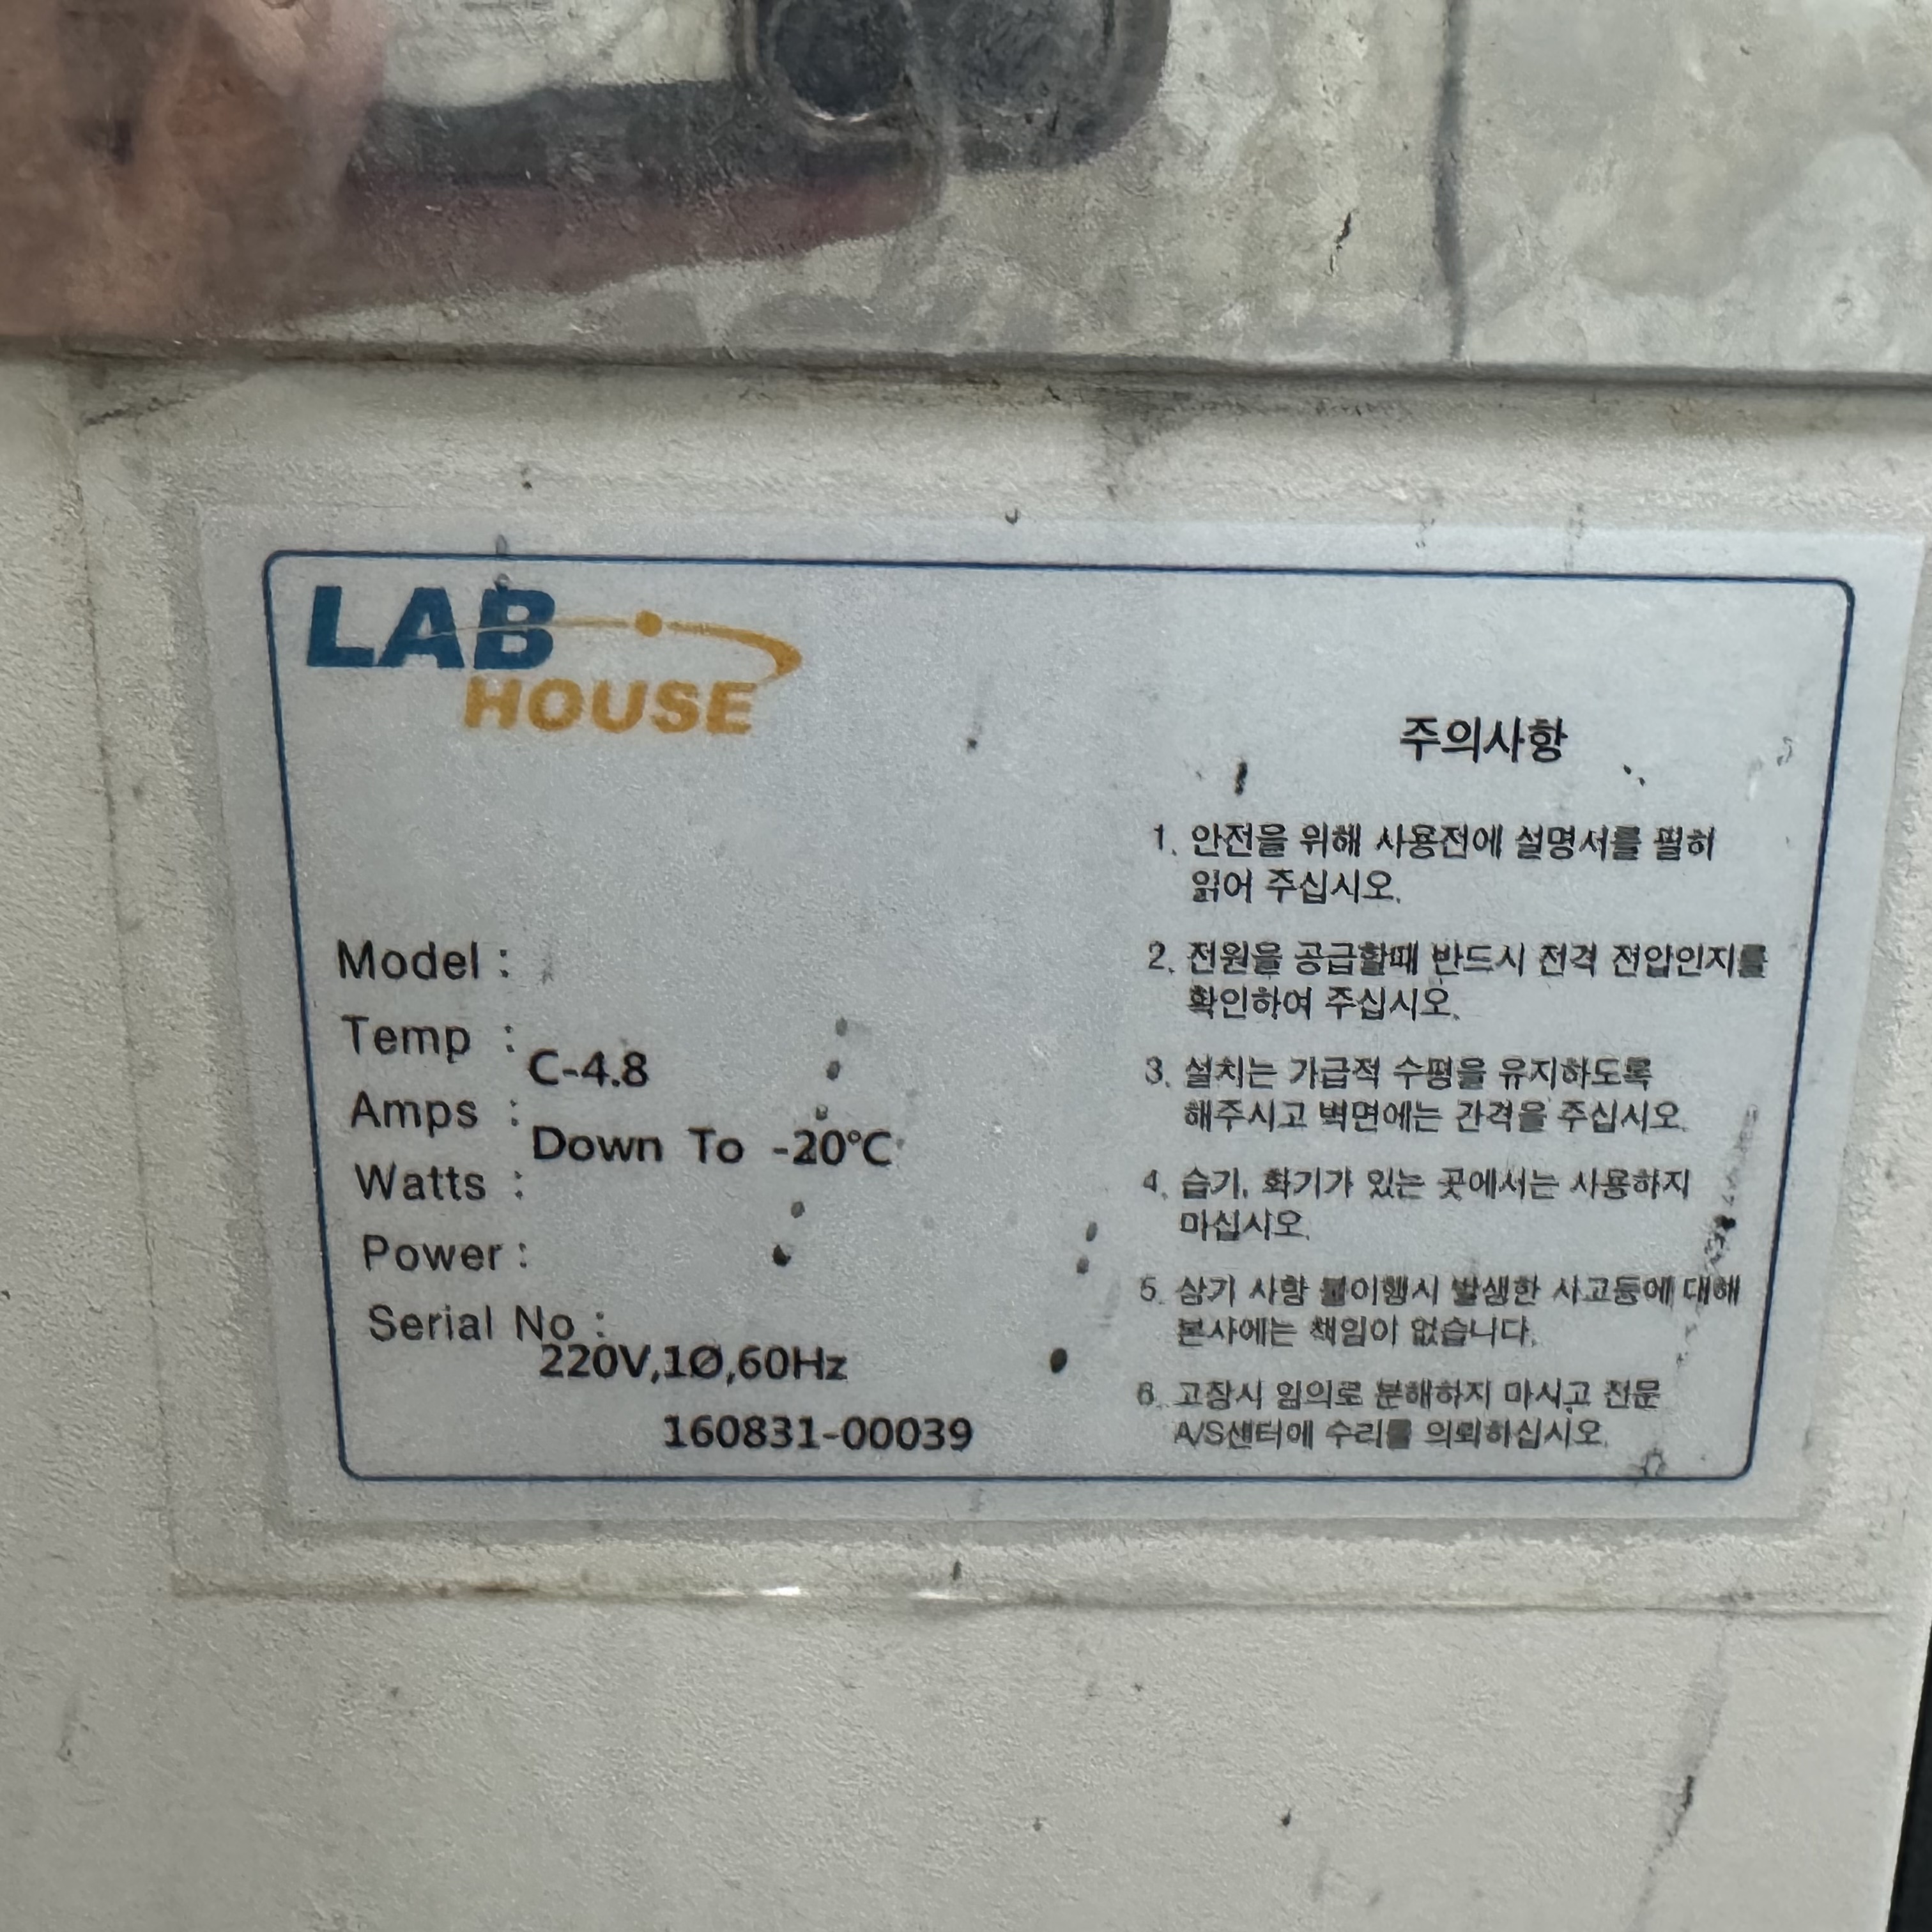 LAB
HOUSE
Model :
Temp :
C-4.8
Amps :
Down To -20℃
Watts :
Power :
Serial No :
220V,1Ø,60Hz
160831-00039
주의사항
1. 안전을 위해 사용전에 설명서를 필히
읽어 주십시오.
2. 전원을 공급할때 반드시 전격 전압인지를
확인하여 주십시오.
3. 설치는 가급적 수평을 유지하도록
해주시고 벽면에는 간격을 주십시오.
4. 습기, 화기가 있는 곳에서는 사용하지
마십시오.
5. 상기 사항 불이행시 발생한 사고등에 대해
본사에는 책임이 없습니다.
6. 고장시 임의로 분해하지 마시고 전문
A/S센터에 수리를 의뢰하십시오.